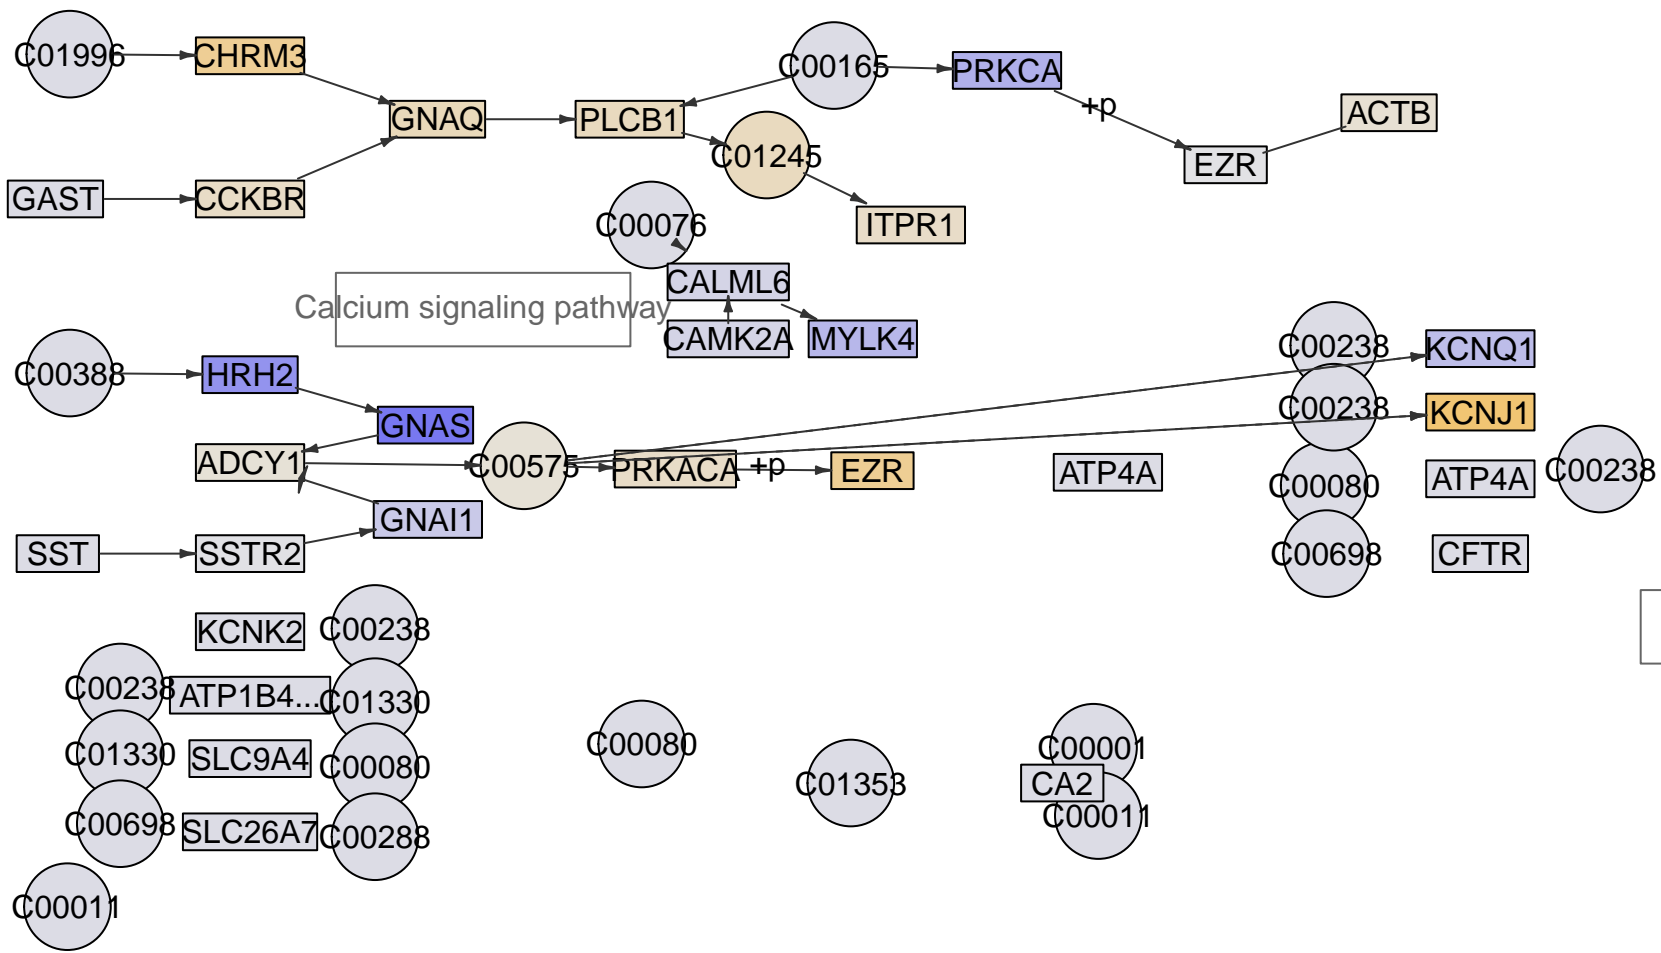 C01996
CHRM3
C00165
PRKCA
+p
ACTB
GNAQ
PLCB1
C01245
EZR
GAST
CCKBR
C00076
ITPR1
CALML6
Calcium signaling pathway
CAMK2A
MYLK4
C00238
KCNQ1
C00388
HRH2
C00238
KCNJ1
GNAS
ADCY1
C00575
PRKACA
+p
EZR
ATP4A
C00080
ATP4A
C00238
GNAI1
SST
SSTR2
C00698
CFTR
KCNK2
C00238
C00238
ATP1B4...
C01330
C01330
SLC9A4
C00080
C00080
C01353
C00001
CA2
C00011
C00698
SLC26A7
C00288
C00011